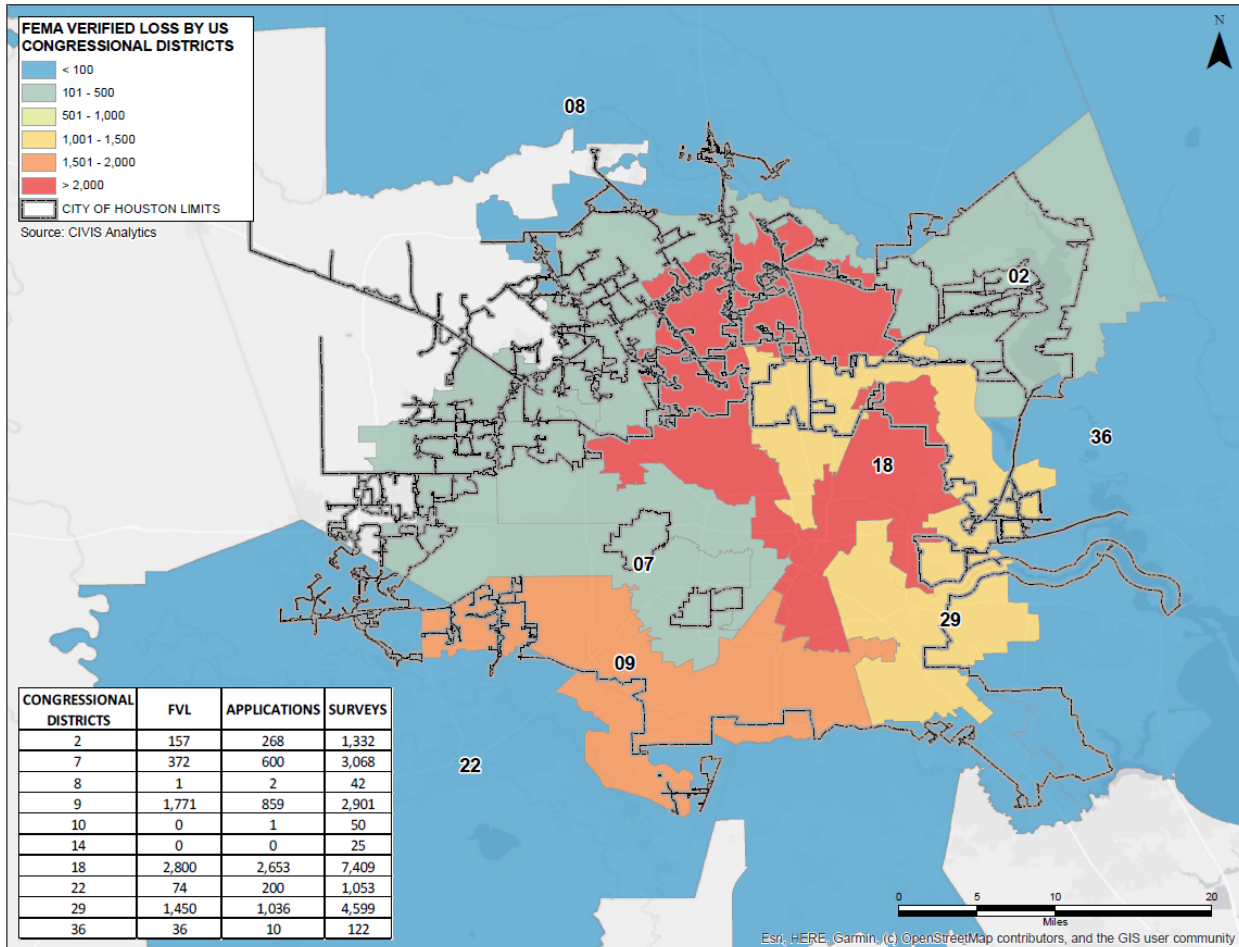 FEMA VERIFIED LOSS BY US
CONGRESSIONAL DISTRICTS
< 100
101 - 500
501 - 1,000
1,001 - 1,500
1,501 - 2,000
> 2,000
CITY OF HOUSTON LIMITS
Source: CIVIS Analytics
N
08
02
36
18
07
29
09
22
CONGRESSIONAL DISTRICTS FVL APPLICATIONS SURVEYS
2 157 268 1,332
7 372 600 3,068
8 1 2 42
9 1,771 859 2,901
10 0 1 50
14 0 0 25
18 2,800 2,653 7,409
22 74 200 1,053
29 1,450 1,036 4,599
36 36 10 122
0 5 10 20
Miles
Esri, HERE, Garmin, (c) OpenStreetMap contributors, and the GIS user community